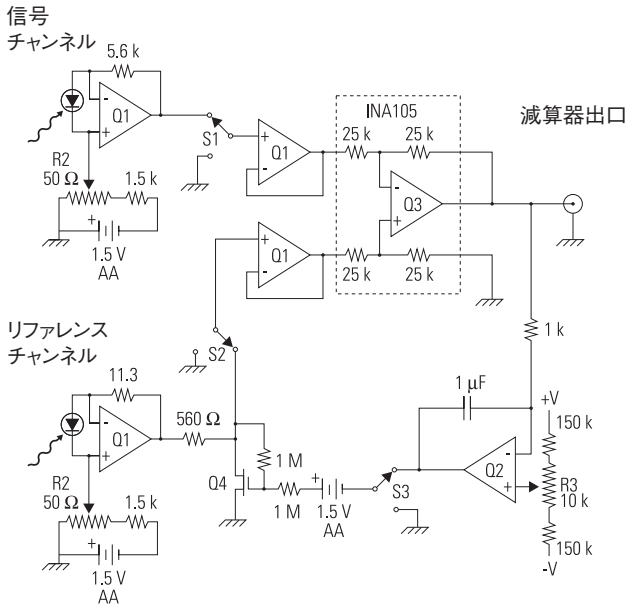 信号
チャンネル
5.6 k
Q1
R2
50 Ω
1.5 k
1.5 V
AA
S1
Q1
INA105
25 k
25 k
Q3
25 k
25 k
減算器出口
Q1
S2
リファレンス
チャンネル
11.3
Q1
560 Ω
R2
50 Ω
1.5 k
1.5 V
AA
Q4
1 M
1 M
1.5 V
AA
S3
1 µF
1 k
Q2
+V
150 k
R3
10 k
150 k
-V